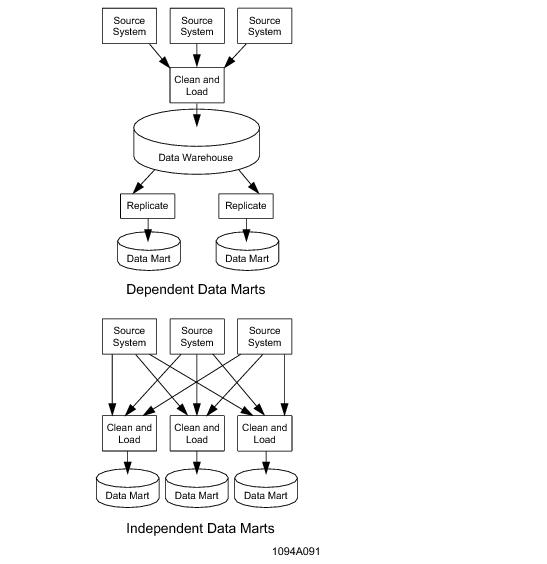 Source
System
Source
System
Source
System
Clean and
Load
Data Warehouse
Replicate
Replicate
Data Mart
Data Mart
Dependent Data Marts
Source
System
Source
System
Source
System
Clean and
Load
Clean and
Load
Clean and
Load
Data Mart
Data Mart
Data Mart
Independent Data Marts
1094A091